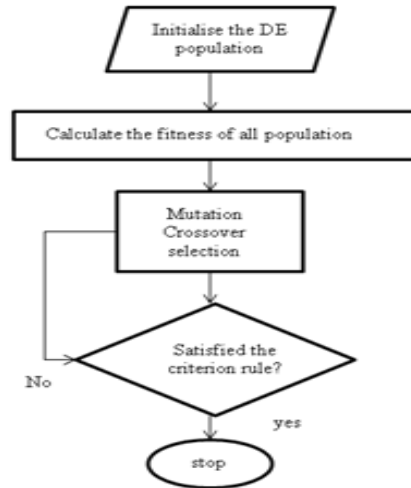 Initialise the DE
population
Calculate the fitness of all population
Mutation
Crossover
selection
Satisfied the
criterion rule?
No
yes
stop